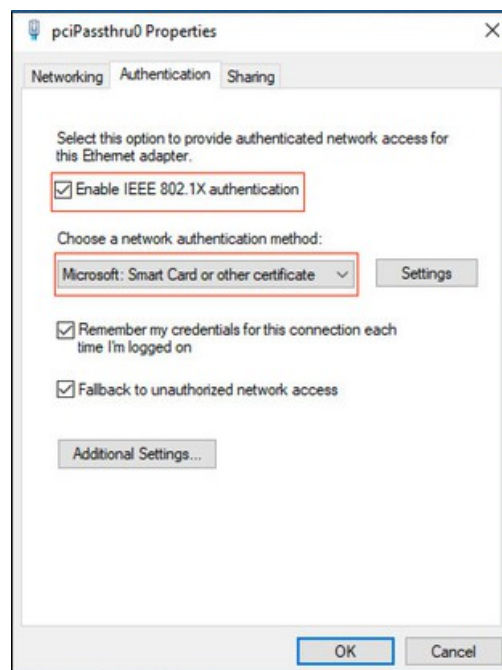 pciPassthru0 Properties
Networking Authentication Sharing
Select this option to provide authenticated network access for
this Ethernet adapter.
Enable IEEE 802.1X authentication
Choose a network authentication method:
Microsoft: Smart Card or other certificate Settings
Remember my credentials for this connection each
time I'm logged on
Fallback to unauthorized network access
Additional Settings...
OK Cancel